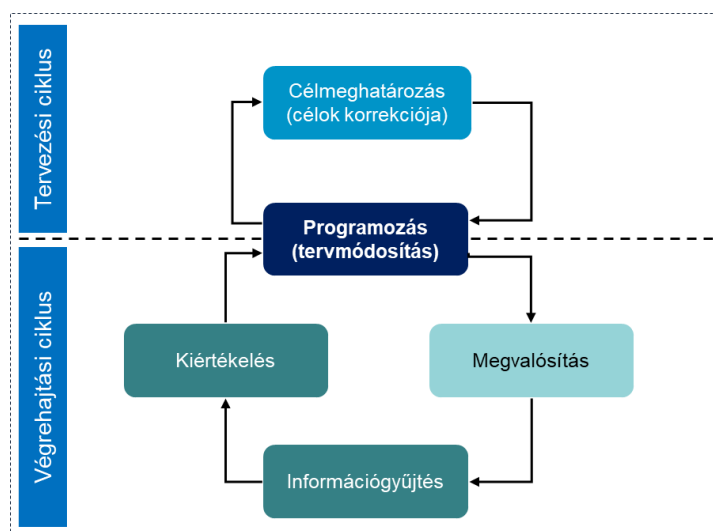 Tervezési ciklus
Célmeghatározás
(célok korrekciója)
Programozás
(tervmódosítás)
Végrehajtási ciklus
Kiértékelés
Megvalósítás
Információgyűjtés